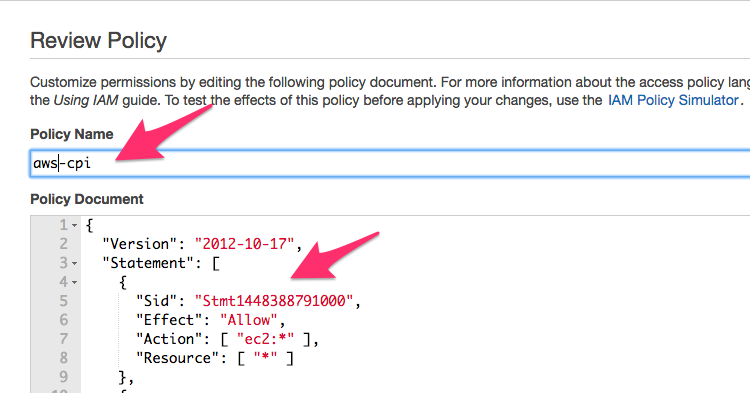 Review Policy
Customize permissions by editing the following policy document. For more information about the access policy lang
the Using IAM guide. To test the effects of this policy before applying your changes, use the IAM Policy Simulator.
Policy Name
aws-cpi
Policy Document
1 {
2 "Version": "2012-10-17",
3 "Statement": [
4 {
5 "Sid": "Stmt1448388791000",
6 "Effect": "Allow",
7 "Action": [ "ec2:*" ],
8 "Resource": [ "*" ]
9 },